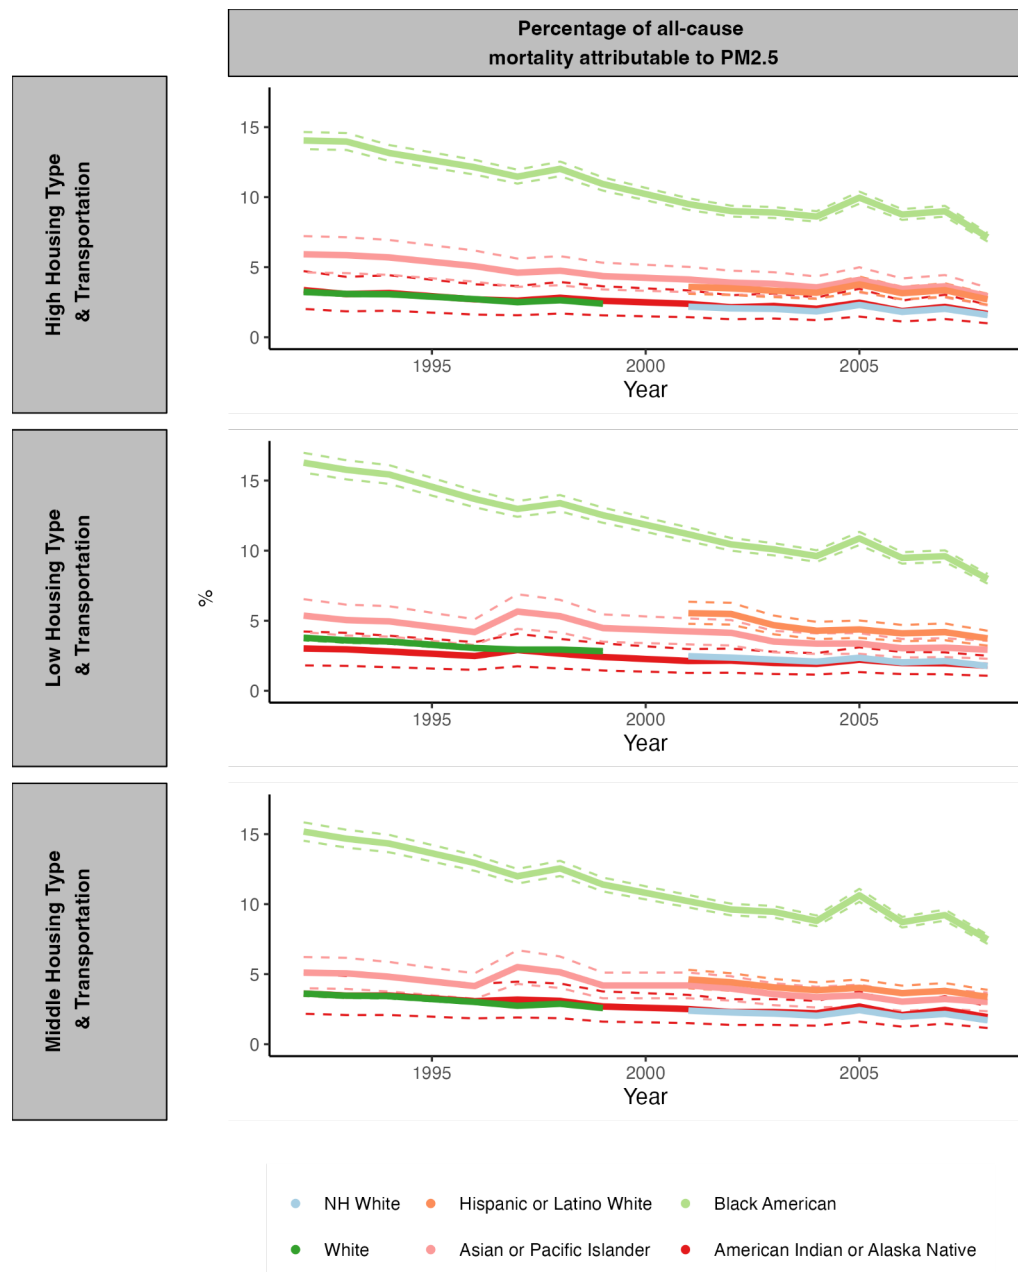 Percentage of all-cause
mortality attributable to PM2.5
High Housing Type
& Transportation
15
10
5
0
1995
2000
2005
Year
Low Housing Type
& Transportation
%
15
10
5
0
1995
2000
2005
Year
Middle Housing Type
& Transportation
15
10
5
0
1995
2000
2005
Year
NH White
Hispanic or Latino White
Black American
White
Asian or Pacific Islander
American Indian or Alaska Native